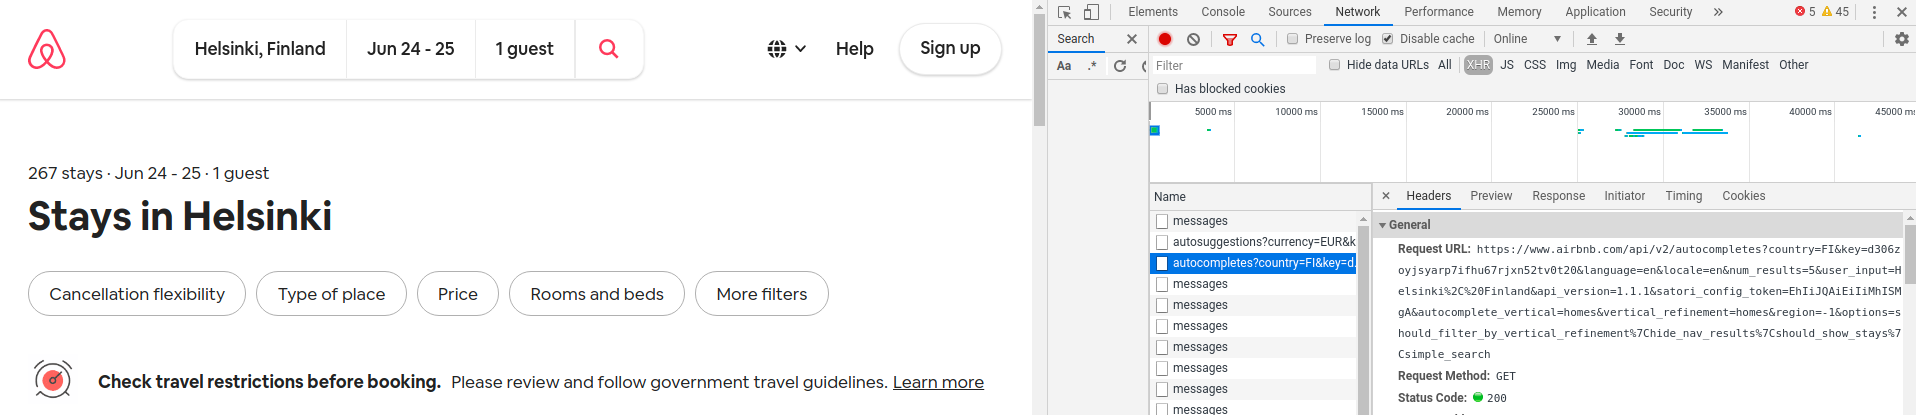 Helsinki, Finland
Jun 24 - 25
1 guest
Help
Sign up
267 stays · Jun 24 - 25 · 1 guest
Stays in Helsinki
Cancellation flexibility
Type of place
Price
Rooms and beds
More filters
Check travel restrictions before booking. Please review and follow government travel guidelines. Learn more
Elements Console Sources Network Performance Memory Application Security » 5 45
Search
Preserve log Disable cache Online
Aa .*
Filter
Hide data URLs All XHR JS CSS Img Media Font Doc WS Manifest Other
Has blocked cookies
5000 ms 10000 ms 15000 ms 20000 ms 25000 ms 30000 ms 35000 ms 40000 ms 45000 m
Name
messages
autosuggestions?currency=EUR&k
autocompletes?country=FI&key=d.
messages
messages
messages
messages
messages
messages
messages
Headers Preview Response Initiator Timing Cookies
General
Request URL: https://www.airbnb.com/api/v2/autocompletes?country=FI&key=d306z
oyjsyarp7ifhu67rjxn52tv0t20&language=en&locale=en&num_results=5&user_input=H
elsinki%2C%20Finland&api_version=1.1.1&satori_config_token=EhIiJQAiEiIiMhISM
gA&autocomplete_vertical=homes&vertical_refinement=homes&region=-1&options=s
hould_filter_by_vertical_refinement%7Chide_nav_results%7Cshould_show_stays%7
Csimple_search
Request Method: GET
Status Code: 200